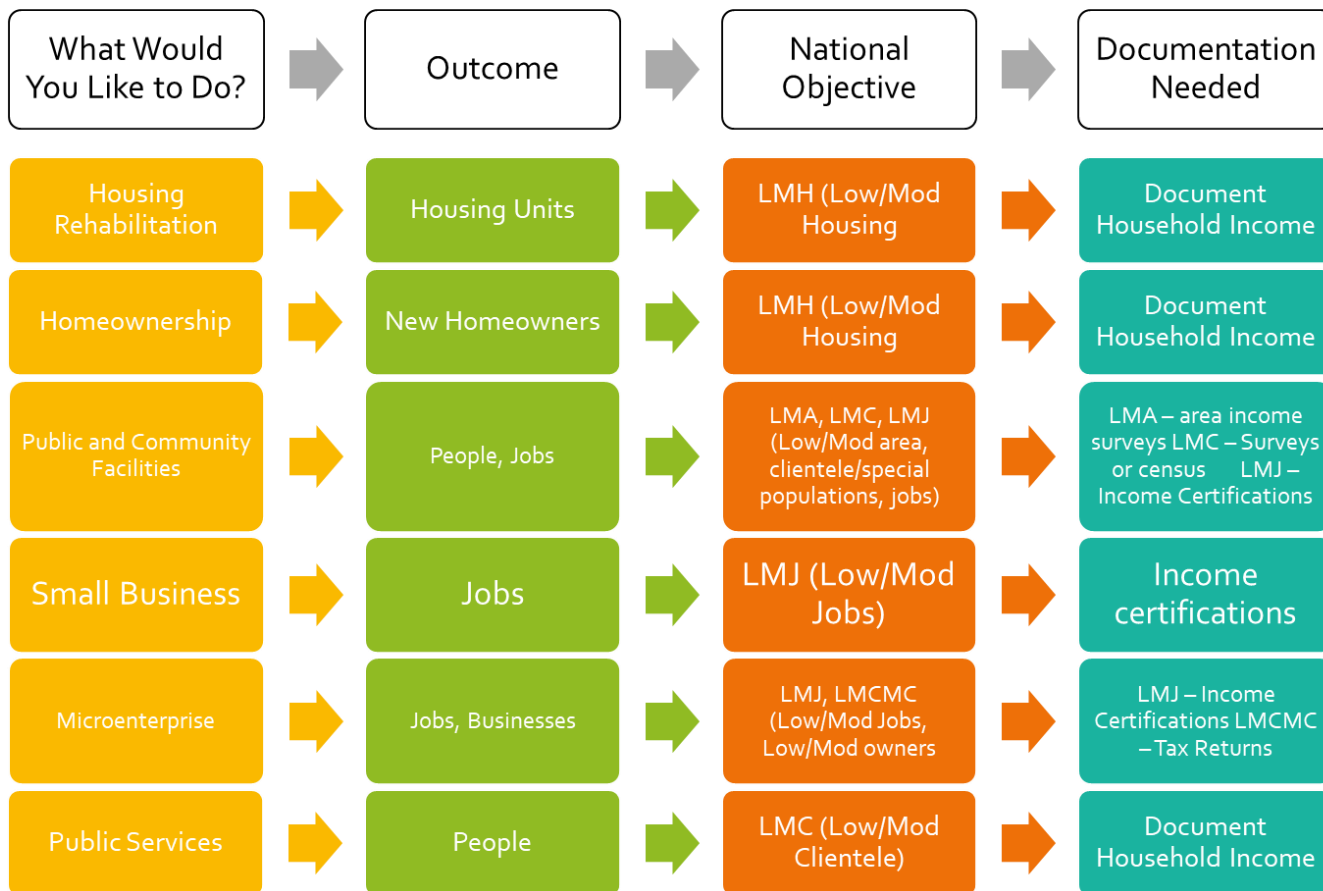 What Would
You Like to Do?
Outcome
National
Objective
Documentation
Needed
Housing
Rehabilitation
Housing Units
LMH (Low/Mod
Housing
Document
Household Income
Homeownership
New Homeowners
LMH (Low/Mod
Housing
Document
Household Income
Public and Community
Facilities
People, Jobs
LMA, LMC, LMJ
(Low/Mod area,
clientele/special
populations, jobs)
LMA – area income
surveys LMC – Surveys
or census LMJ –
Income Certifications
Small Business
Jobs
LMJ (Low/Mod
Jobs)
Income
certifications
Microenterprise
Jobs, Businesses
LMJ, LMCMC
(Low/Mod Jobs,
Low/Mod owners
LMJ – Income
Certifications LMCMC
– Tax Returns
Public Services
People
LMC (Low/Mod
Clientele)
Document
Household Income